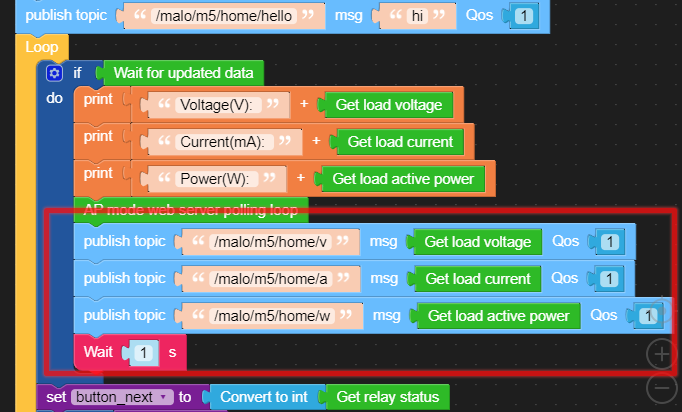 publish topic “ /malo/m5/home/hello ” msg “ hi ” Qos 1
Loop
if Wait for updated data
do print “ Voltage(V): ” + Get load voltage
print “ Current(mA): ” + Get load current
print “ Power(W): ” + Get load active power
AP mode web server polling loop
publish topic “ /malo/m5/home/v ” msg Get load voltage Qos 1
publish topic “ /malo/m5/home/a ” msg Get load current Qos 1
publish topic “ /malo/m5/home/w ” msg Get load active power Qos 1
Wait 1 s
set button_next to Convert to int Get relay status